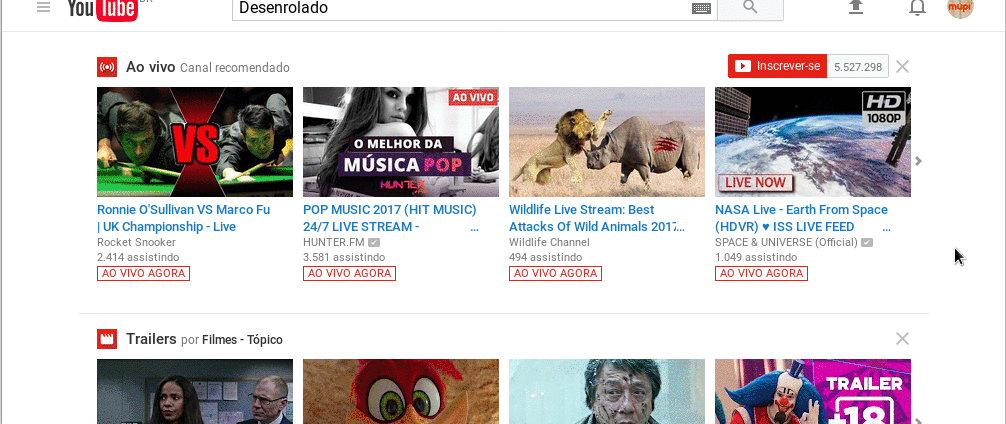 BR
YouTube
Desenrolado
mupi
Ao vivo Canal recomendado
Inscrever-se 5.527.298
VS
AO VIVO
O MELHOR DA
MÚSICA POP
HUNTER
HD
1080P
LIVE NOW
Ronnie O'Sullivan VS Marco Fu
| UK Championship - Live
Rocket Snooker
2.414 assistindo
AO VIVO AGORA
POP MUSIC 2017 (HIT MUSIC)
24/7 LIVE STREAM - ...
HUNTER.FM
3.581 assistindo
AO VIVO AGORA
Wildlife Live Stream: Best
Attacks Of Wild Animals 2017...
Wildlife Channel
494 assistindo
AO VIVO AGORA
NASA Live - Earth From Space
(HDVR) ♥ ISS LIVE FEED ...
SPACE & UNIVERSE (Official)
1.049 assistindo
AO VIVO AGORA
Trailers por Filmes - Tópico
TRAILER
+18